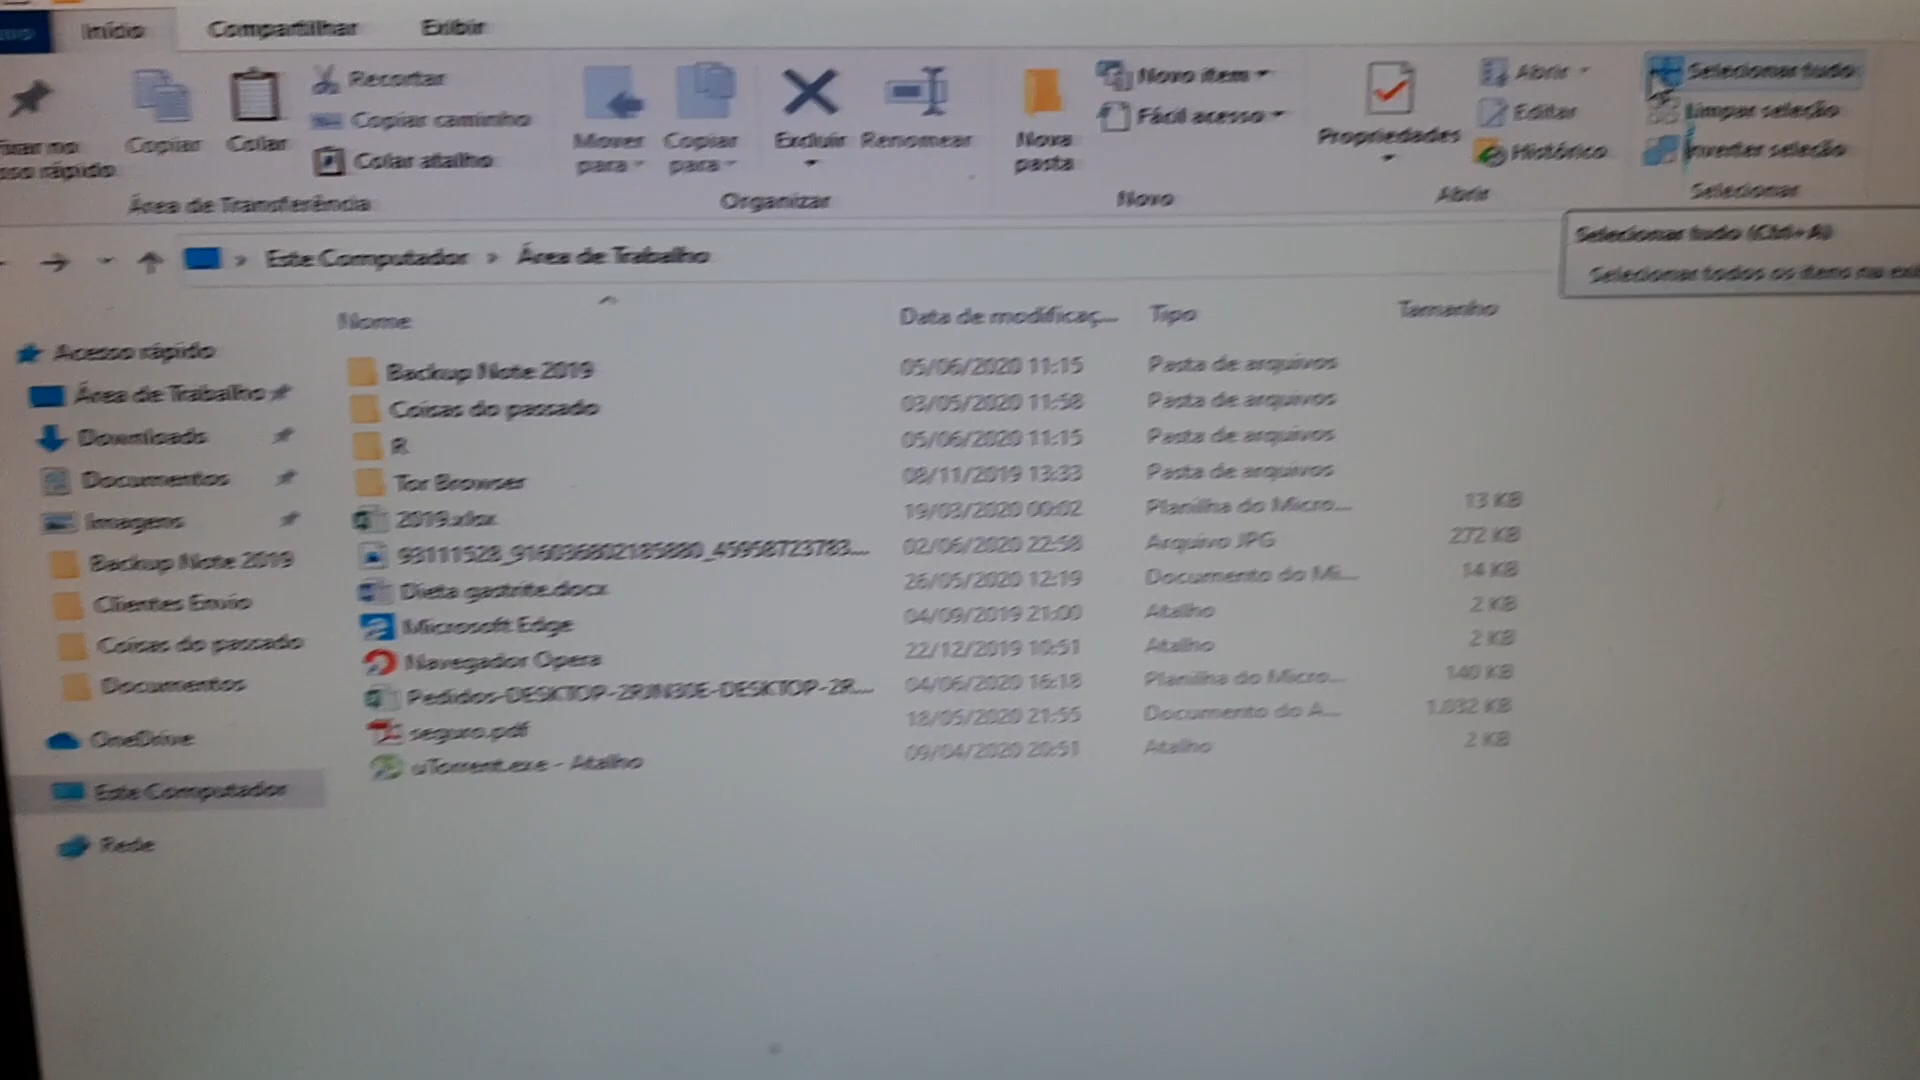 Início Compartilhar Exibir
Copiar Colar Recortar
Copiar caminho
Colar atalho
Mover para Copiar para Excluir Renomear
Nova pasta Novo item
Fácil acesso
Propriedades Abrir
Editar
Histórico
Selecionar tudo
Limpar seleção
Inverter seleção
Área de Transferência Organizar Novo Abrir Selecionar
Selecionar tudo (Ctrl+A)
Selecionar todos os itens na
Este Computador > Área de Trabalho
Nome Data de modificaç... Tipo Tamanho
Acesso rápido
Área de Trabalho
Downloads
Documentos
Imagens
Backup Note 2019
Clientes Envio
Coisas do passado
Documentos
OneDrive
Este Computador
Rede
Backup Note 2019 05/06/2020 11:15 Pasta de arquivos
Coisas do passado 03/05/2020 11:58 Pasta de arquivos
R 05/06/2020 11:15 Pasta de arquivos
Tor Browser 08/11/2019 13:33 Pasta de arquivos
2019.xlsx 19/03/2020 00:02 Planilha do Micro... 13 KB
93111528_916036802185880_45958723783... 02/06/2020 22:58 Arquivo JPG 272 KB
Dieta gastrite.docx 26/05/2020 12:19 Documento do Mi... 14 KB
Microsoft Edge 04/09/2019 21:00 Atalho 2 KB
Navegador Opera 22/12/2019 10:51 Atalho 2 KB
Pedidos-DESKTOP-2RJN30E-DESKTOP-2R... 04/06/2020 16:18 Planilha do Micro... 140 KB
seguro.pdf 18/05/2020 21:55 Documento do A... 1.032 KB
uTorrent.exe - Atalho 09/04/2020 20:51 Atalho 2 KB